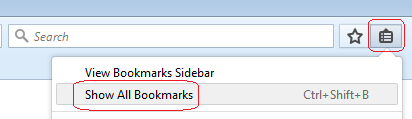 Search
View Bookmarks Sidebar
Show All Bookmarks Ctrl+Shift+B